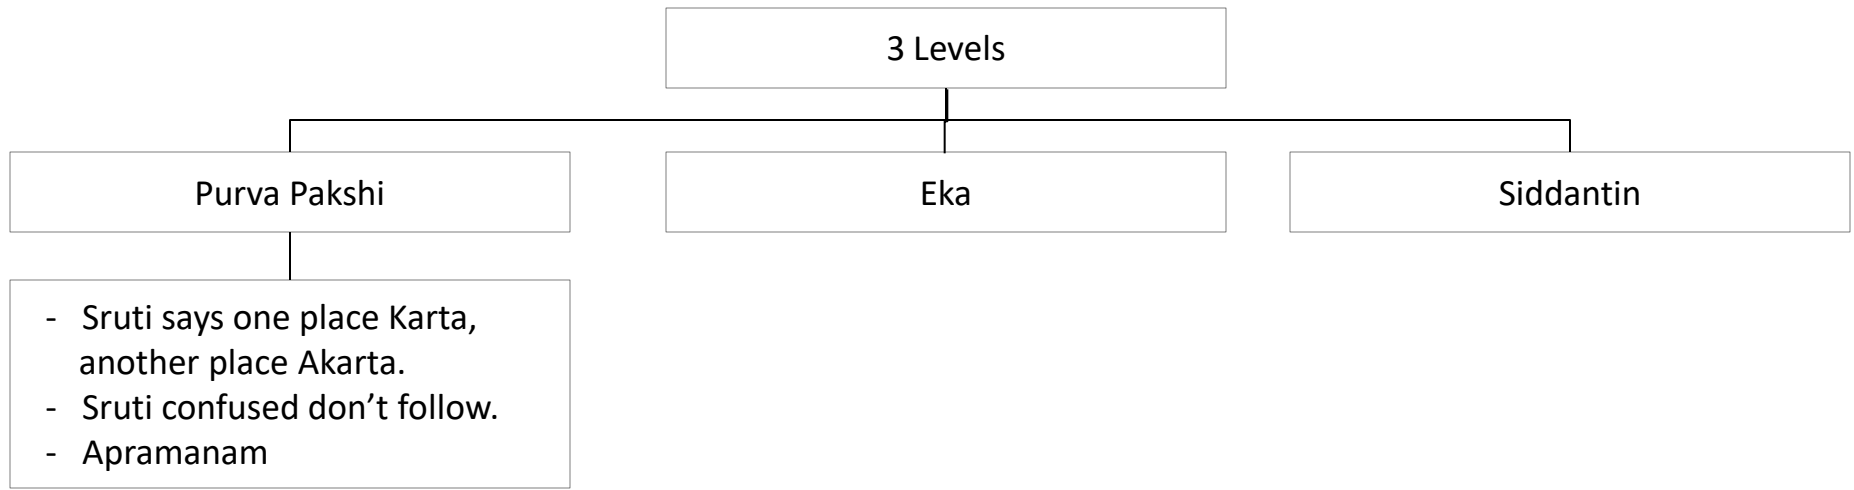 3 Levels
Purva Pakshi
Eka
Siddantin
- Sruti says one place Karta,
another place Akarta.
- Sruti confused don’t follow.
- Apramanam